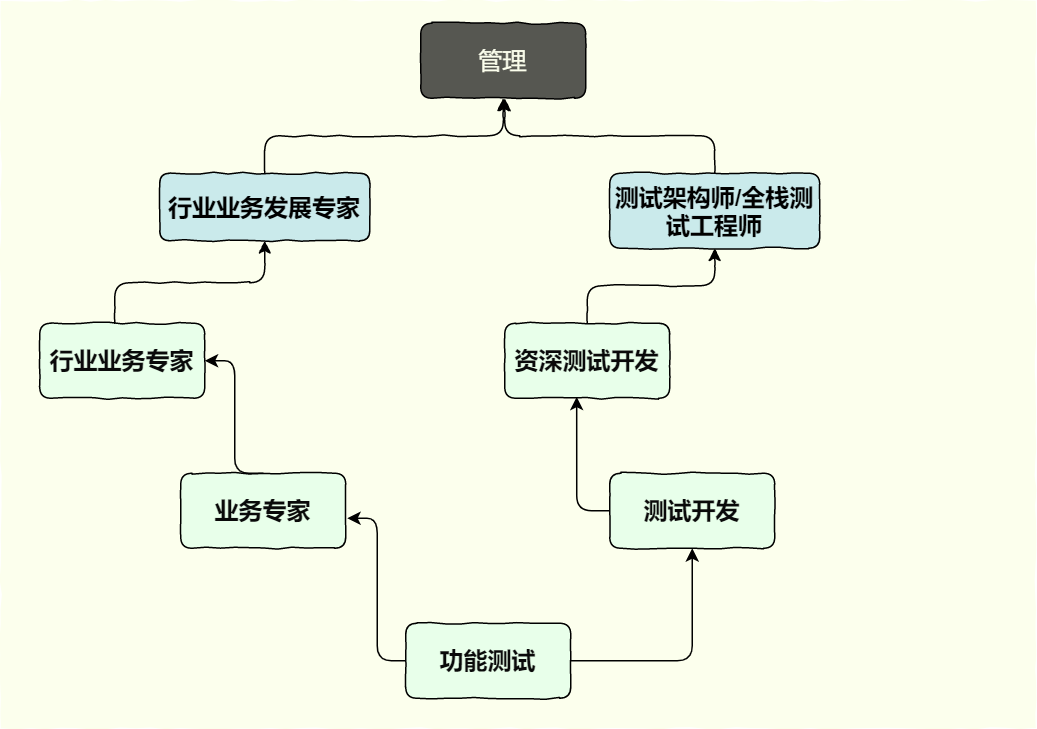 管理
行业业务发展专家
测试架构师/全栈测
试工程师
行业业务专家
资深测试开发
业务专家
测试开发
功能测试